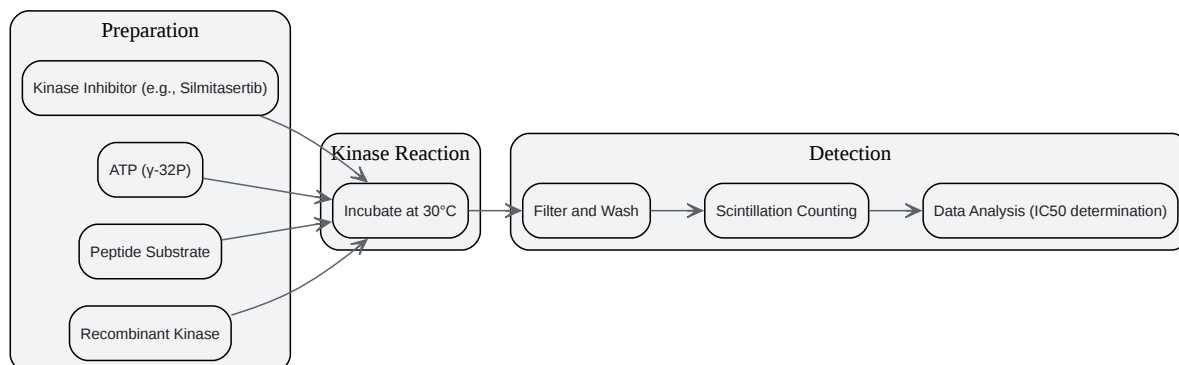 Preparation
Kinase Inhibitor (e.g., Silmitasertib)
ATP (γ-32P)
Peptide Substrate
Recombinant Kinase
Kinase Reaction
Incubate at 30°C
Detection
Filter and Wash
Scintillation Counting
Data Analysis (IC50 determination)